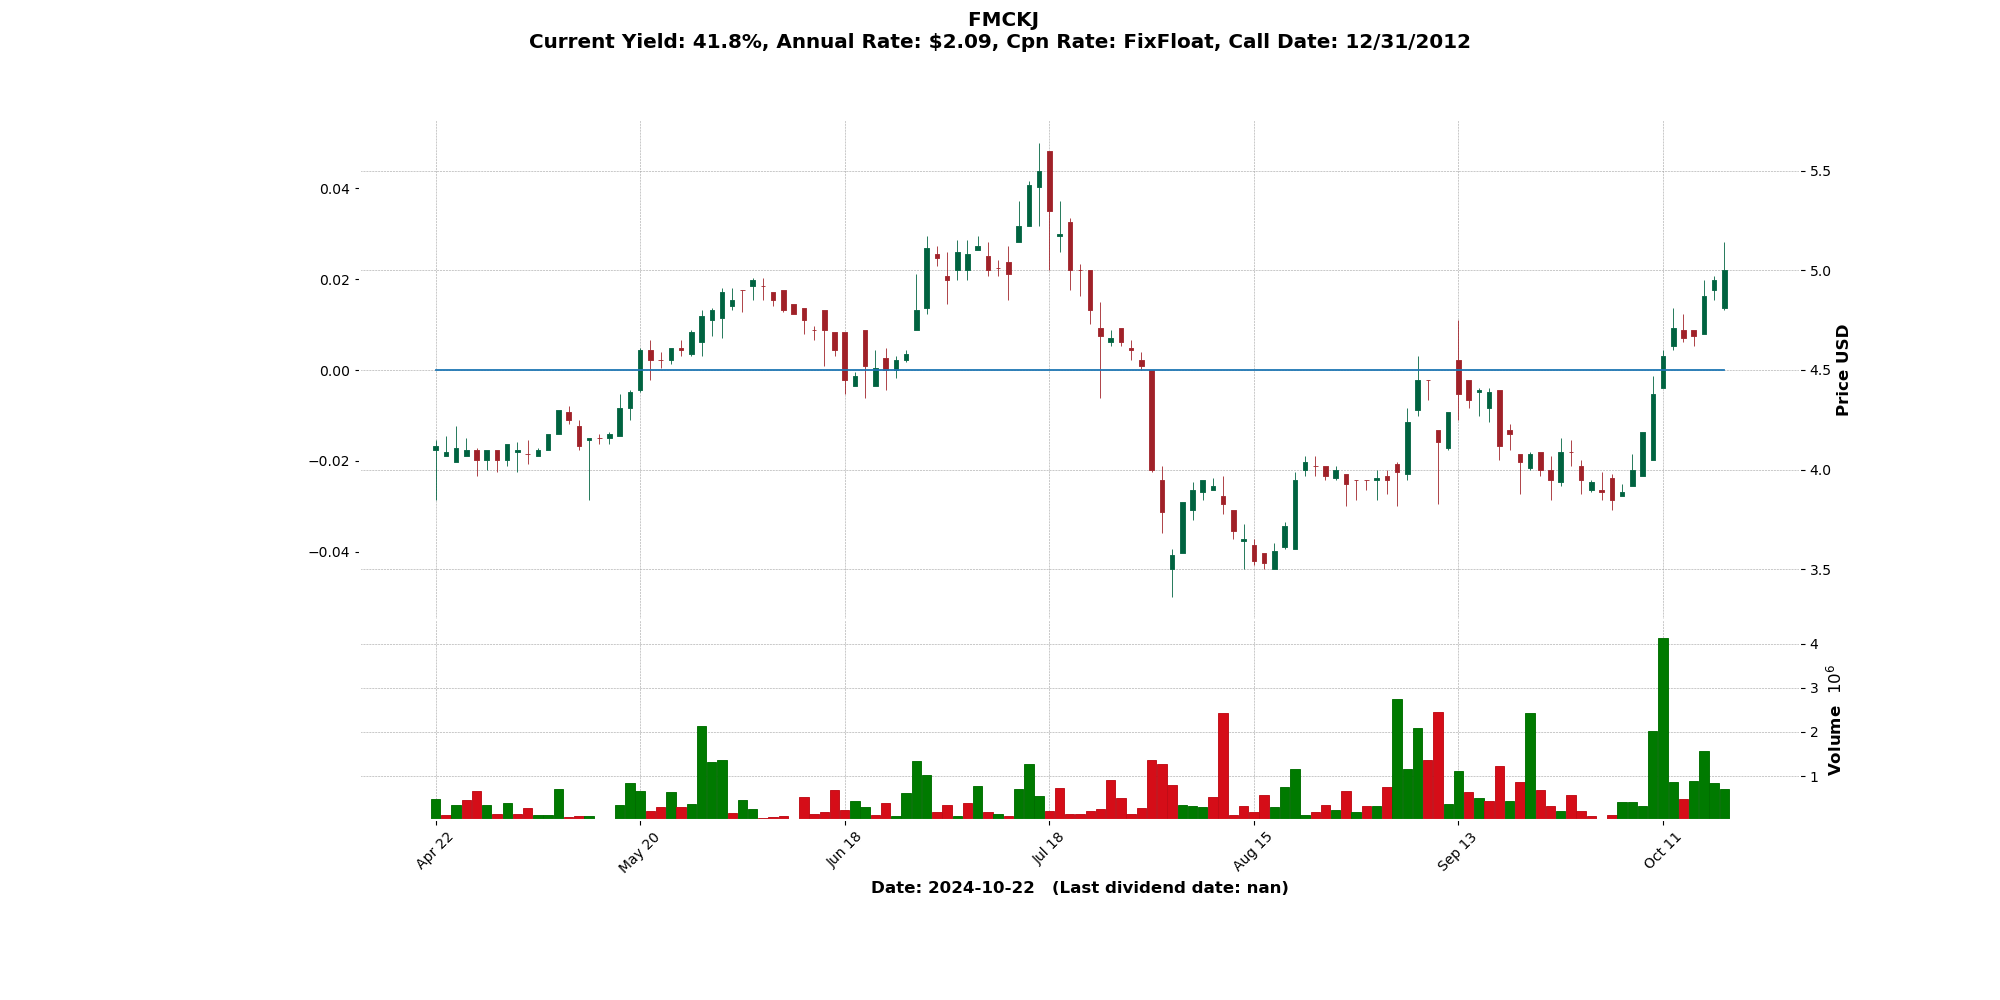 FMCKJ
Current Yield: 41.8%, Annual Rate: $2.09, Cpn Rate: FixFloat, Call Date: 12/31/2012
0.04
0.02
0.00
−0.02
−0.04
5.5
5.0
4.5
4.0
3.5
Price USD
4
3
2
1
Volume 10^6
Apr 22
May 20
Jun 18
Jul 18
Aug 15
Sep 13
Oct 11
Date: 2024-10-22 (Last dividend date: nan)